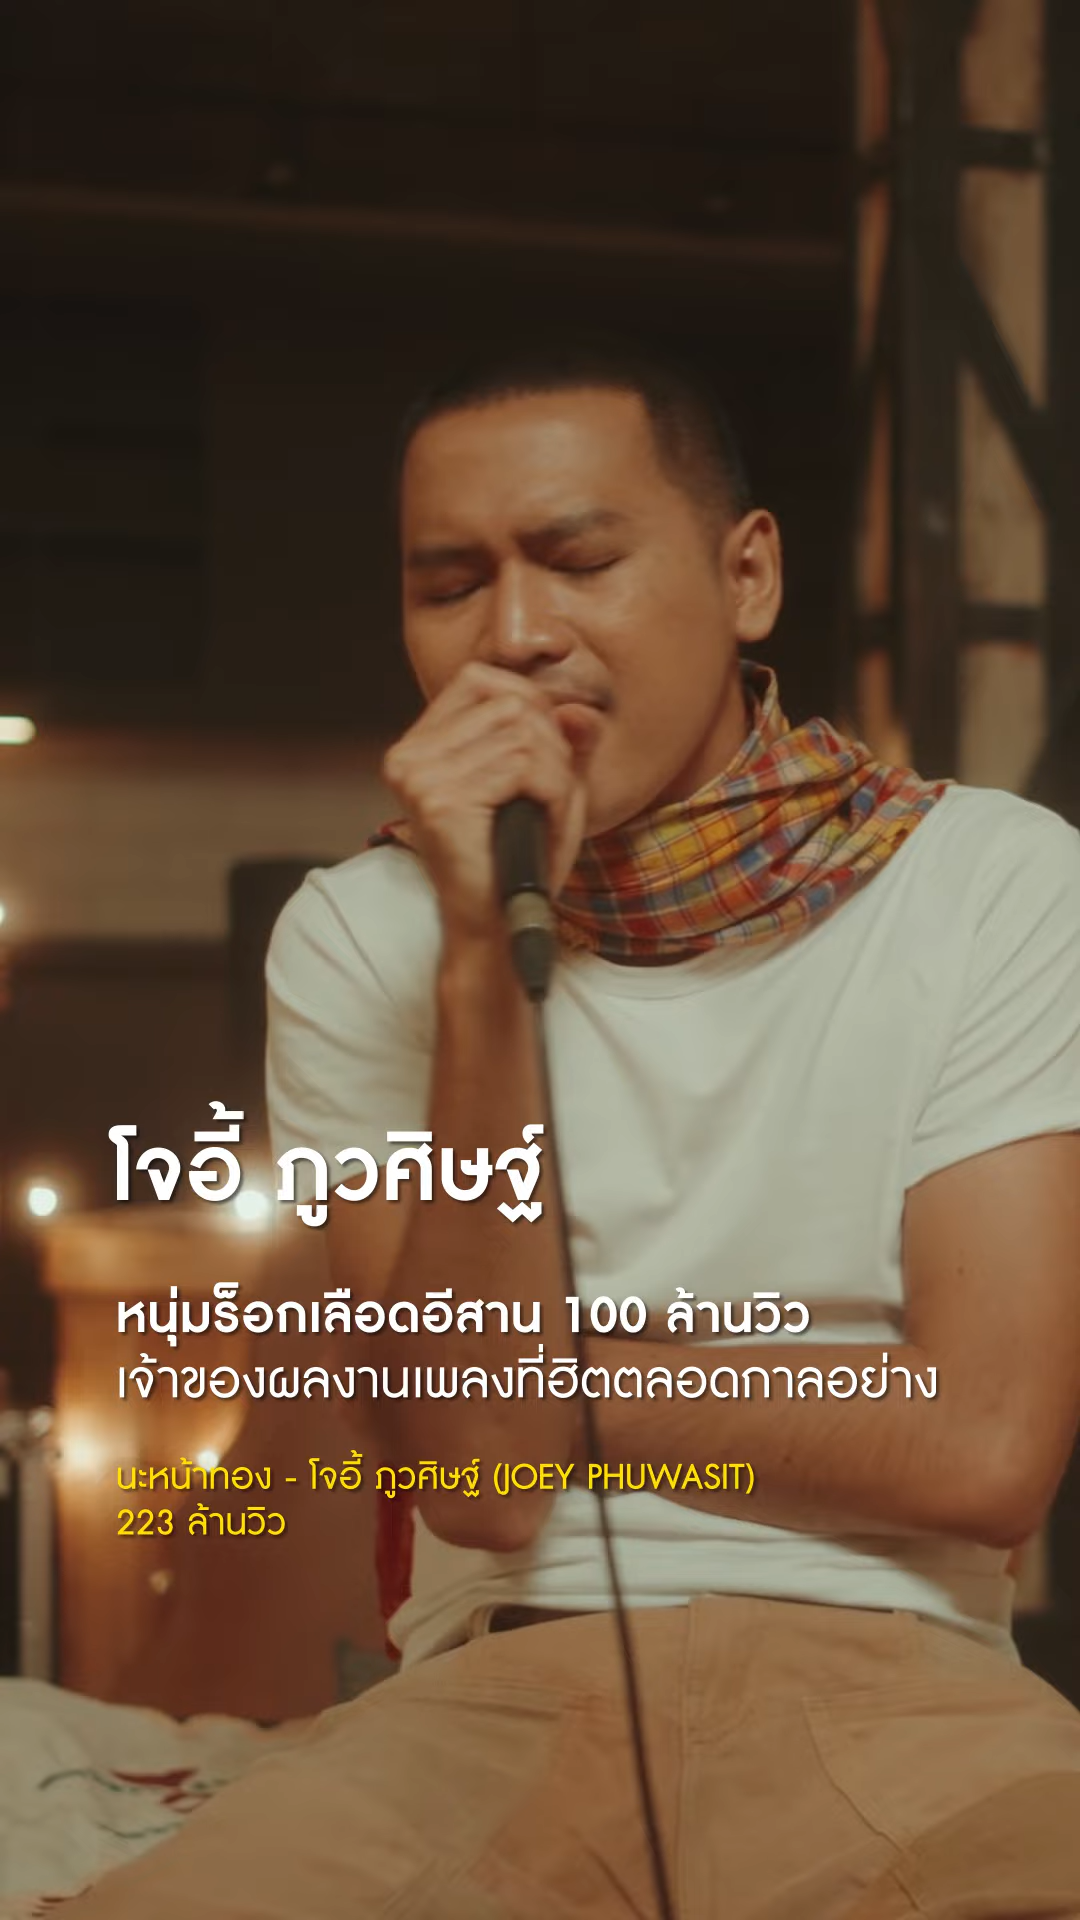 โจอี้ ภูวศิษฐ์
หนุ่มร็อกเลือดอีสาน 100 ล้านวิว
เจ้าของผลงานเพลงที่ฮิตตลอดกาลอย่าง
นะหน้าทอง - โจอี้ ภูวศิษฐ์ (JOEY PHUWASIT)
223 ล้านวิว